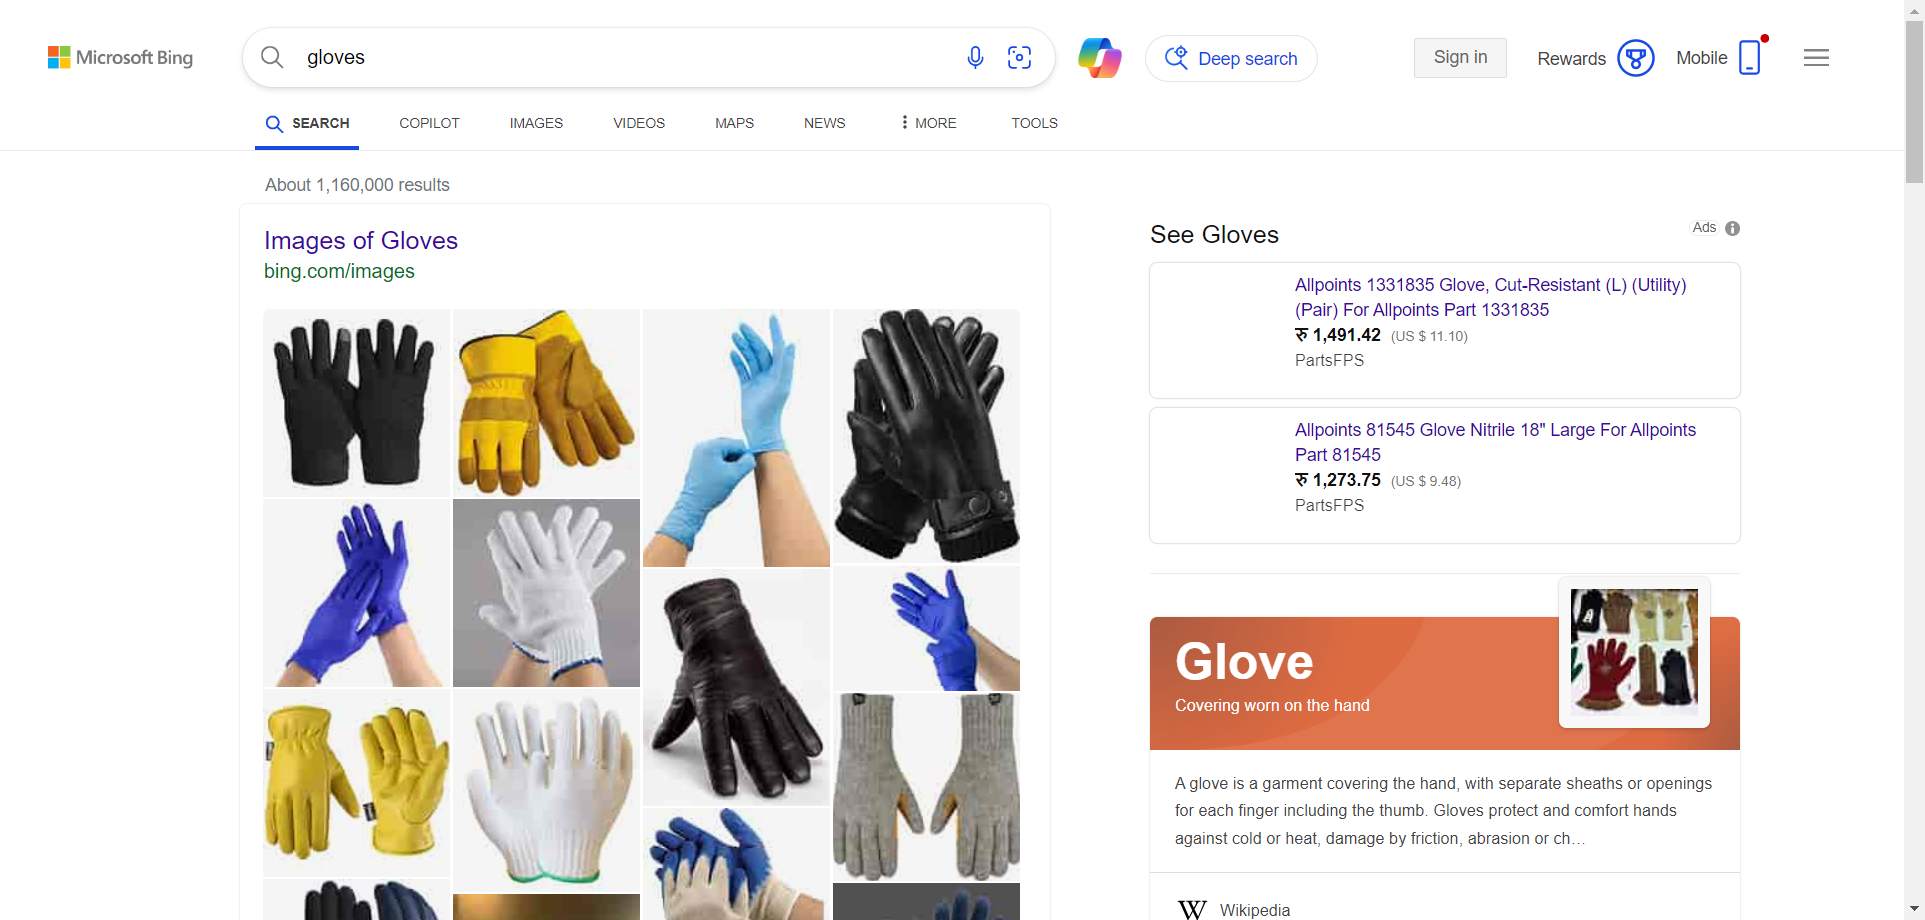 Microsoft Bing
gloves
Deep search
Sign in
Rewards
Mobile
SEARCH
COPILOT
IMAGES
VIDEOS
MAPS
NEWS
MORE
TOOLS
About 1,160,000 results
Images of Gloves
bing.com/images
See Gloves
Ads
Allpoints 1331835 Glove, Cut-Resistant (L) (Utility)
(Pair) For Allpoints Part 1331835
रु 1,491.42 (US $ 11.10)
PartsFPS
Allpoints 81545 Glove Nitrile 18" Large For Allpoints
Part 81545
रु 1,273.75 (US $ 9.48)
PartsFPS
Glove
Covering worn on the hand
A glove is a garment covering the hand, with separate sheaths or openings
for each finger including the thumb. Gloves protect and comfort hands
against cold or heat, damage by friction, abrasion or ch…
W Wikipedia